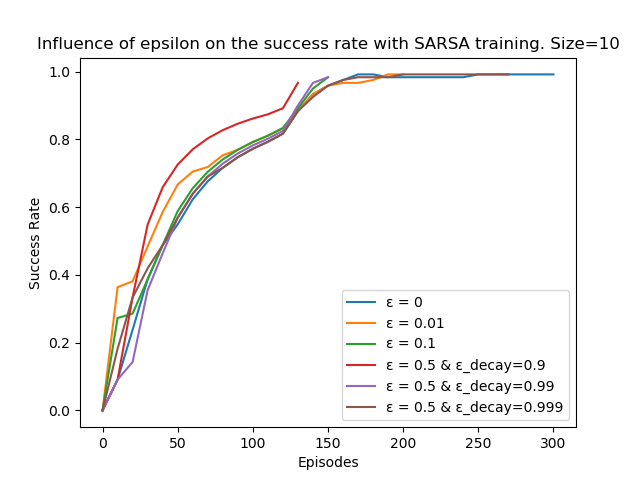 Influence of epsilon on the success rate with SARSA training. Size=10
1.0
0.8
0.6
0.4
0.2
0.0
Success Rate
ε = 0
ε = 0.01
ε = 0.1
ε = 0.5 & ε_decay=0.9
ε = 0.5 & ε_decay=0.99
ε = 0.5 & ε_decay=0.999
0 50 100 150 200 250 300
Episodes